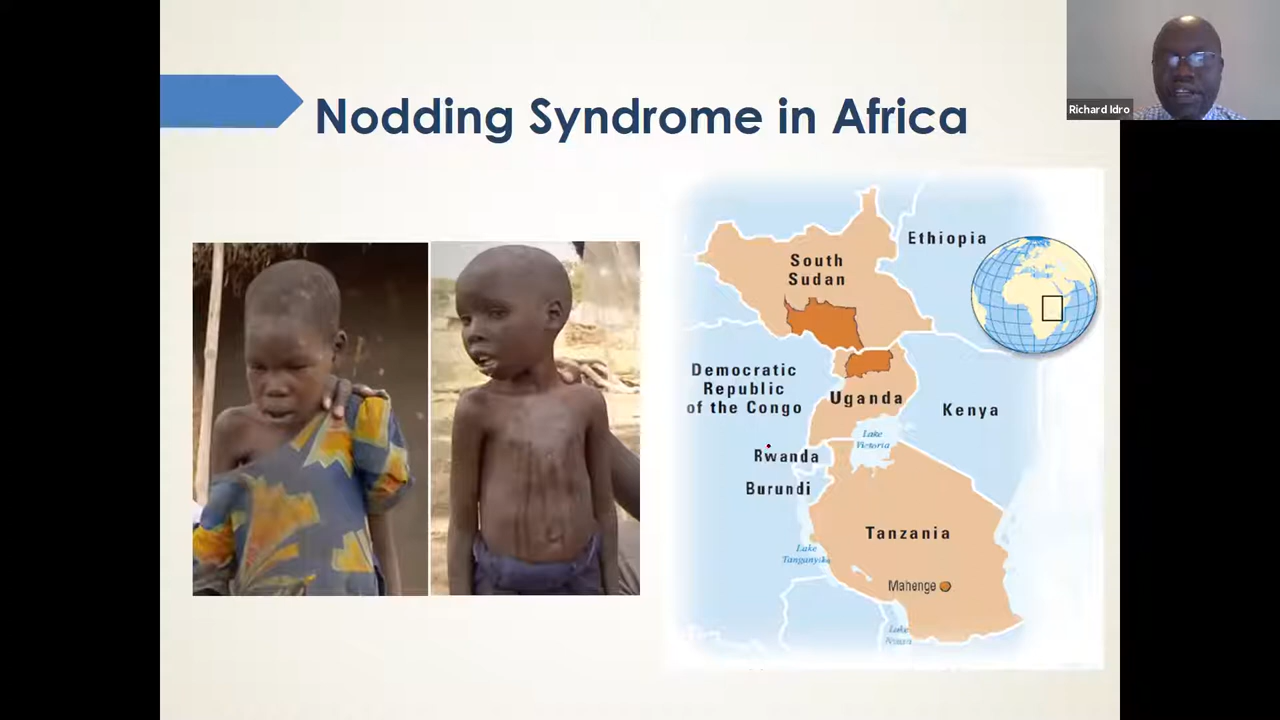 Richard Idro
Nodding Syndrome in Africa
Ethiopia
South
Sudan
Democratic
Republic
of the Congo
Uganda
Kenya
Lake
Victoria
Rwanda
Burundi
Tanzania
Lake
Tanganyika
Mahenge
Lake